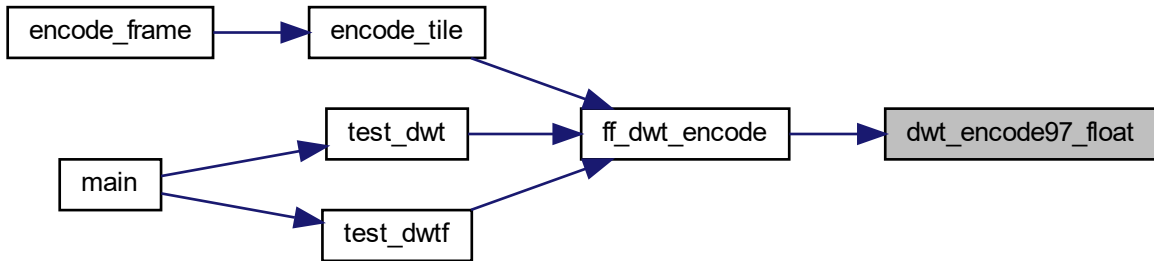 encode_frame
encode_tile
test_dwt
ff_dwt_encode
dwt_encode97_float
main
test_dwtf